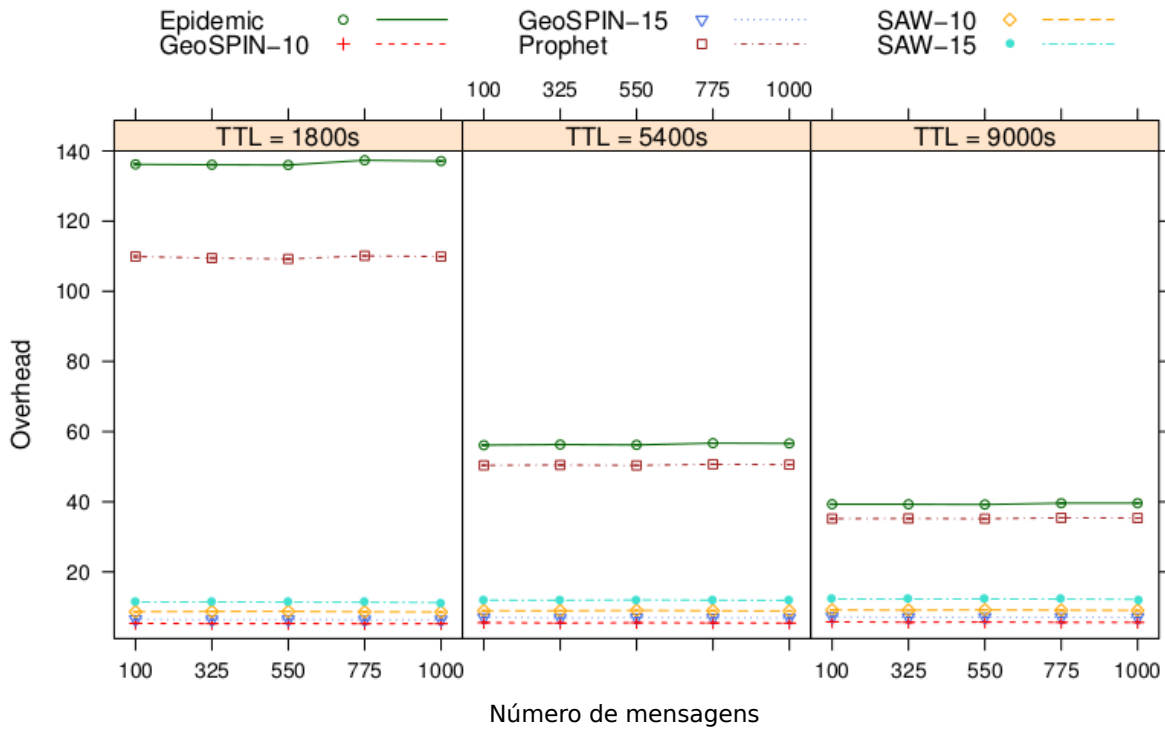 Epidemic GeoSPIN−15 SAW−10
GeoSPIN−10 Prophet SAW−15
100 325 550 775 1000
TTL = 1800s TTL = 5400s TTL = 9000s
140
120
100
80
60
40
20
Overhead
100 325 550 775 1000 100 325 550 775 1000
Número de mensagens